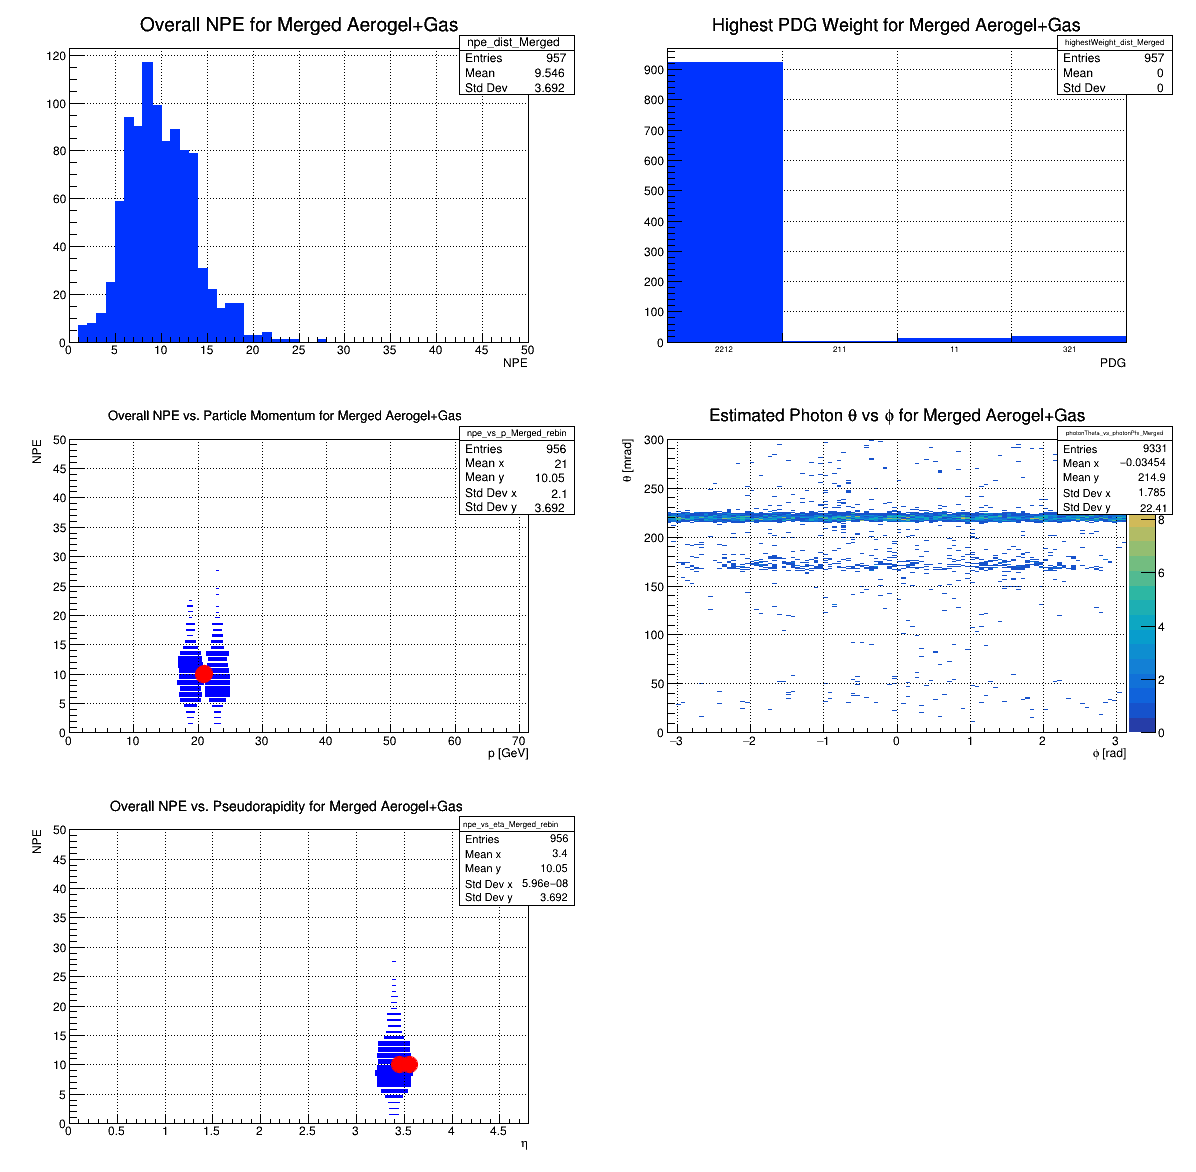 Overall NPE for Merged Aerogel+Gas
npe_dist_Merged
Entries 957
Mean 9.546
Std Dev 3.692
120
100
80
60
40
20
0
0 5 10 15 20 25 30 35 40 45 50
NPE
Highest PDG Weight for Merged Aerogel+Gas
highestWeight_dist_Merged
Entries 957
Mean 0
Std Dev 0
900
800
700
600
500
400
300
200
100
0
2212 211 11 321
PDG
Overall NPE vs. Particle Momentum for Merged Aerogel+Gas
npe_vs_p_Merged_rebin
Entries 956
Mean x 21
Mean y 10.05
Std Dev x 2.1
Std Dev y 3.692
NPE
50
45
40
35
30
25
20
15
10
5
0
0 10 20 30 40 50 60 70
p [GeV]
Estimated Photon θ vs ϕ for Merged Aerogel+Gas
photonTheta_vs_photonPhi_Merged
Entries 9331
Mean x −0.03454
Mean y 214.9
Std Dev x 1.785
Std Dev y 22.41
θ [mrad]
300
250
200
150
100
50
0
−3 −2 −1 0 1 2 3
ϕ [rad]
8
6
4
2
0
Overall NPE vs. Pseudorapidity for Merged Aerogel+Gas
npe_vs_eta_Merged_rebin
Entries 956
Mean x 3.4
Mean y 10.05
Std Dev x 5.96e−08
Std Dev y 3.692
NPE
50
45
40
35
30
25
20
15
10
5
0
0 0.5 1 1.5 2 2.5 3 3.5 4 4.5
η